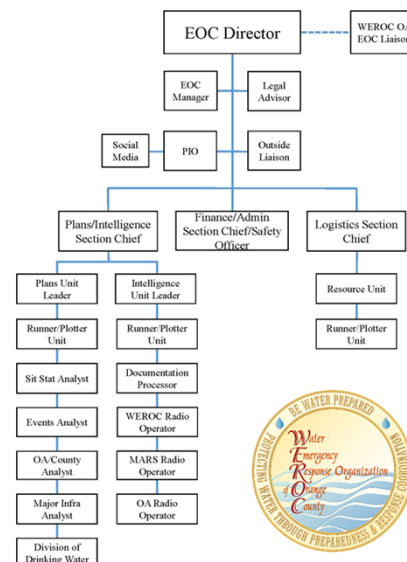 EOC Director
WEROC OA
EOC Liaison
EOC
Manager
Legal
Advisor
Social
Media
PIO
Outside
Liaison
Plans/Intelligence
Section Chief
Finance/Admin
Section Chief/Safety
Officer
Logistics Section
Chief
Plans Unit
Leader
Intelligence
Unit Leader
Resource Unit
Runner/Plotter
Unit
Runner/Plotter
Unit
Runner/Plotter
Unit
Sit Stat Analyst
Documentation
Processor
Events Analyst
WEROC Radio
Operator
OA/County
Analyst
MARS Radio
Operator
Major Infra
Analyst
OA Radio
Operator
Division of
Drinking Water
BE WATER PREPARED
Water
Emergency
Response Organization
of Orange
County
PROTECTING WATER THROUGH PREPAREDNESS & RESPONSE COORDINATION